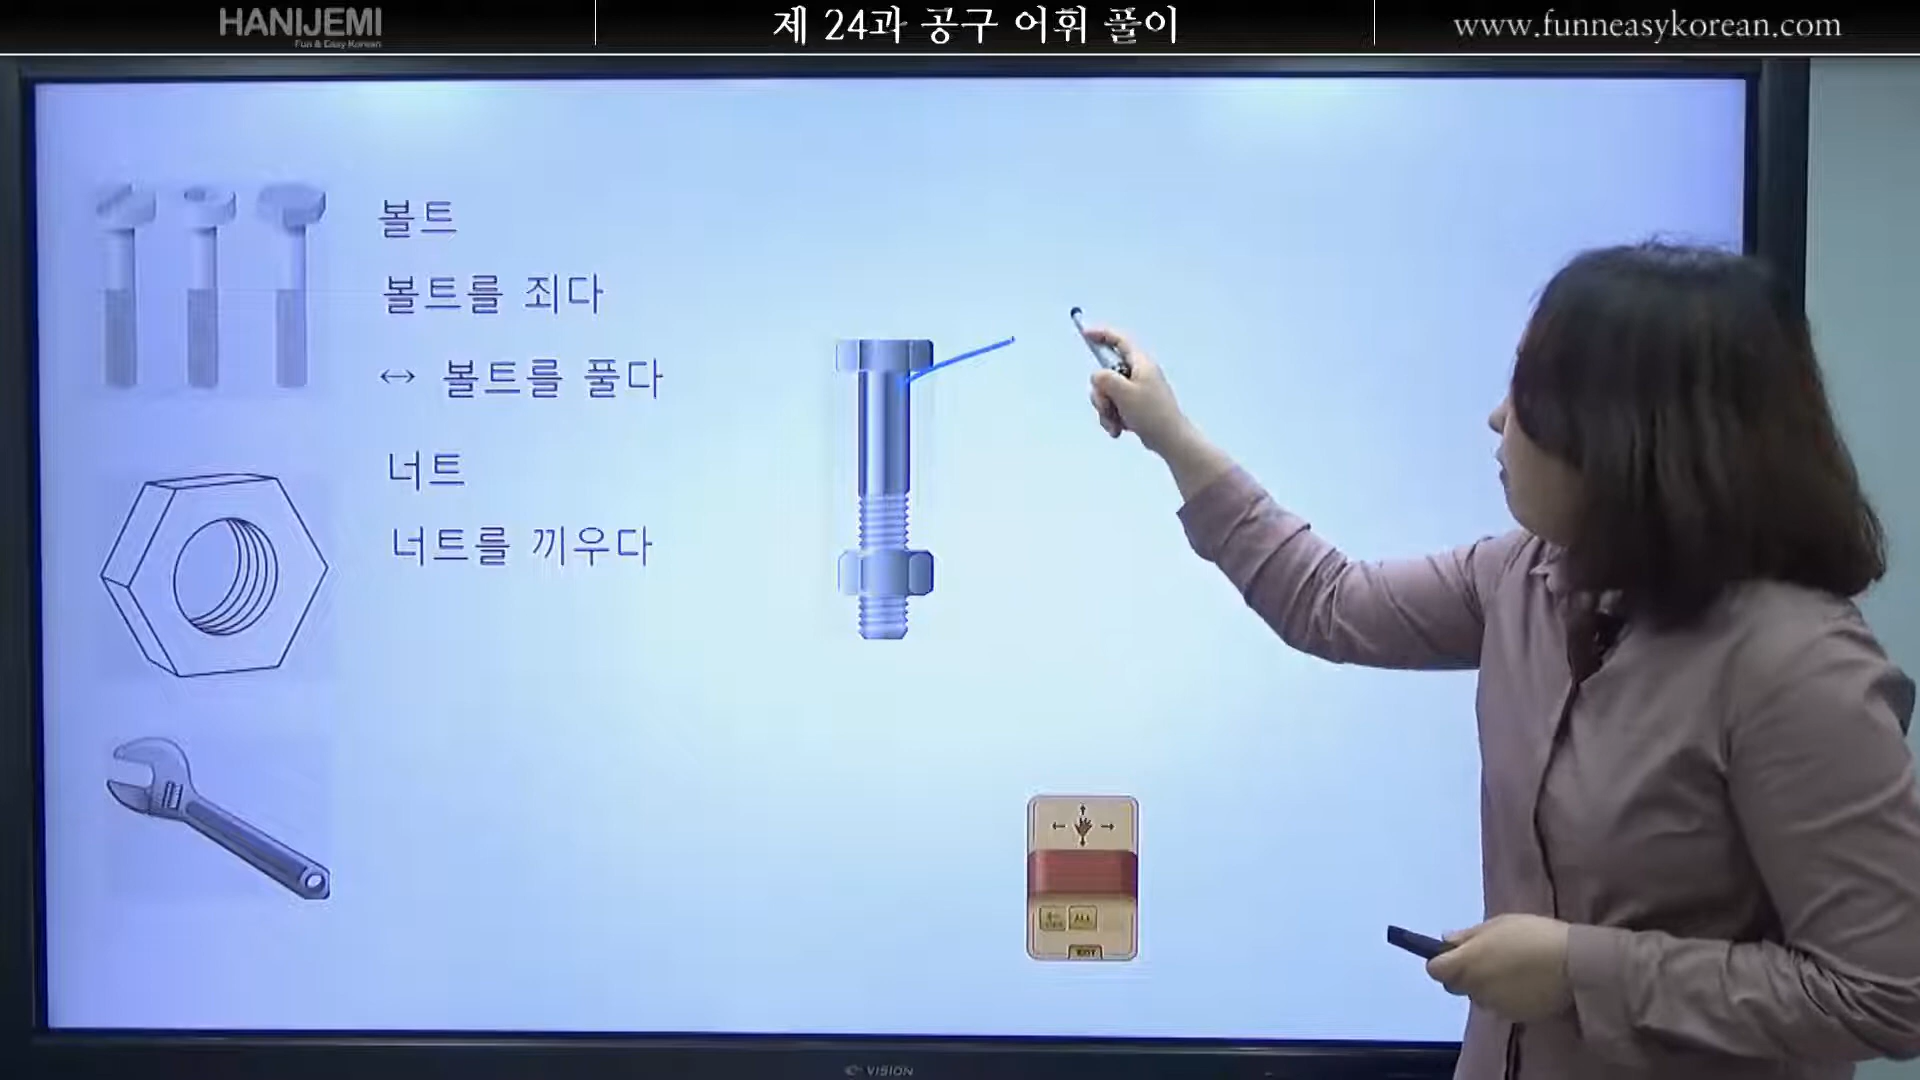 HANIJEMI
Fun & Easy Korean
제 24과 공구 어휘 풀이
www.funneasykorean.com
볼트
볼트를 죄다
↔ 볼트를 풀다
너트
너트를 끼우다
ALL
EXIT
VISION